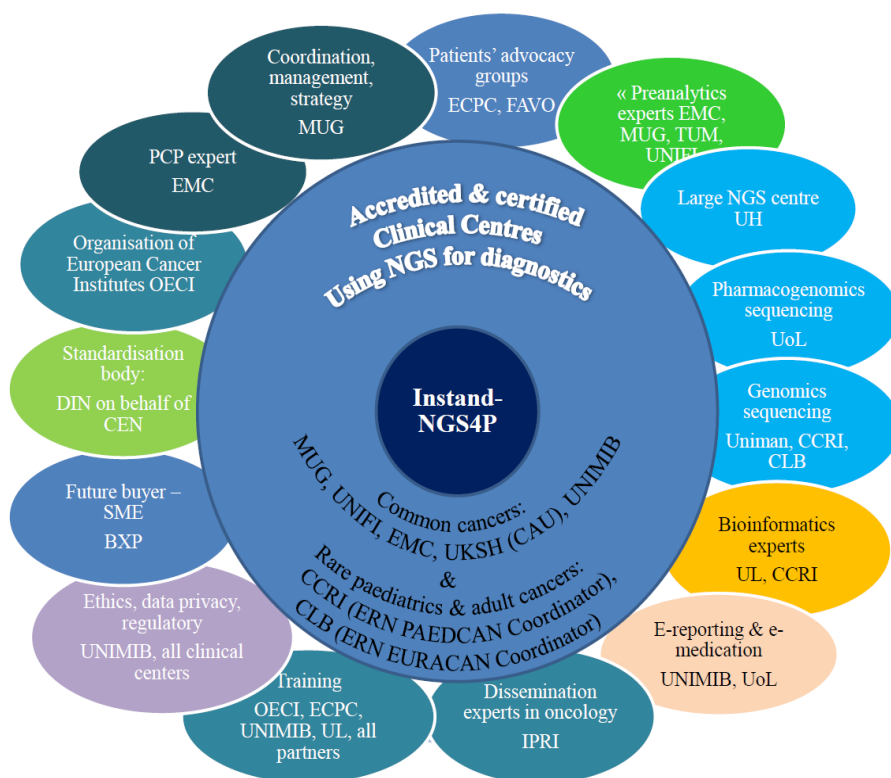 Coordination,
management,
strategy
MUG
Patients’ advocacy
groups
ECPC, FAVO
« Preanalytics
experts EMC,
MUG, TUM,
UNIFI
Large NGS centre
UH
Pharmacogenomics
sequencing
UoL
Genomics
sequencing
Uniman, CCRI,
CLB
Bioinformatics
experts
UL, CCRI
E-reporting & e-
medication
UNIMIB, UoL
Dissemination
experts in oncology
IPRI
Training
OECI, ECPC,
UNIMIB, UL, all
partners
Ethics, data privacy,
regulatory
UNIMIB, all clinical
centers
Future buyer –
SME
BXP
Standardisation
body:
DIN on behalf of
CEN
Organisation of
European Cancer
Institutes OECI
PCP expert
EMC
Accredited & certified
Clinical Centres
Using NGS for diagnostics
Instand-
NGS4P
Common cancers:
MUG, UNIFI, EMC, UKSH (CAU), UNIMIB
&
Rare paediatrics & adult cancers:
CCRI (ERN PAEDCAN Coordinator),
CLB (ERN EURACAN Coordinator)